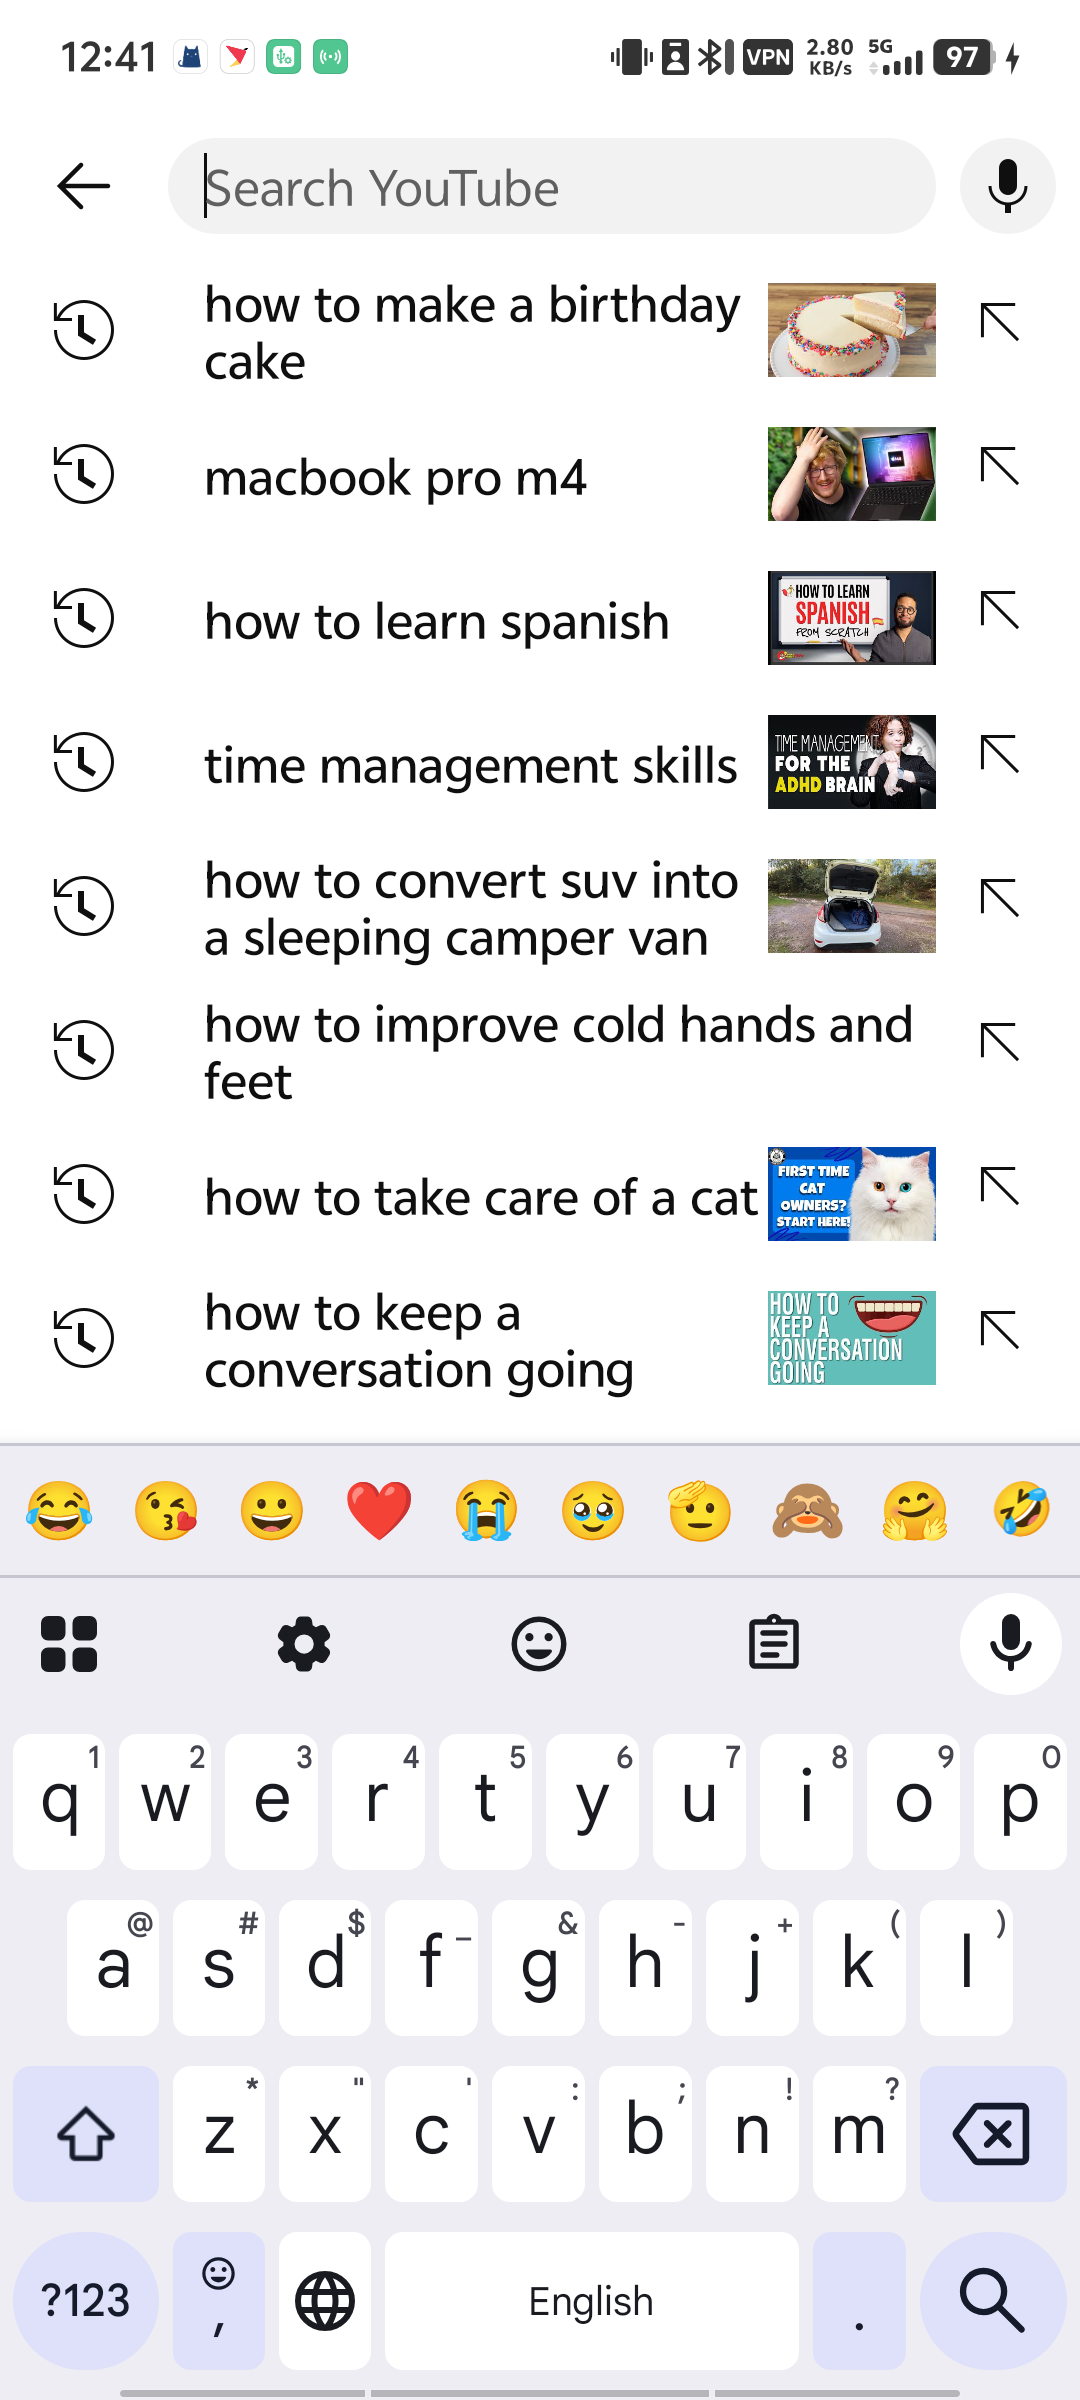 12:41
VPN
2.80
KB/s
5G
97
Search YouTube
how to make a birthday
cake
macbook pro m4
how to learn spanish
HOW TO LEARN
SPANISH
FROM SCRATCH
time management skills
TIME MANAGEMENT
FOR THE
ADHD BRAIN
how to convert suv into
a sleeping camper van
how to improve cold hands and
feet
how to take care of a cat
FIRST TIME
CAT
OWNERS?
START HERE!
how to keep a
conversation going
HOW TO
KEEP A
CONVERSATION
GOING
1 2 3 4 5 6 7 8 9 0
q w e r t y u i o p
@ # $ _ & - + ( )
a s d f g h j k l
* " ' : ; ! ?
z x c v b n m
?123 , English .